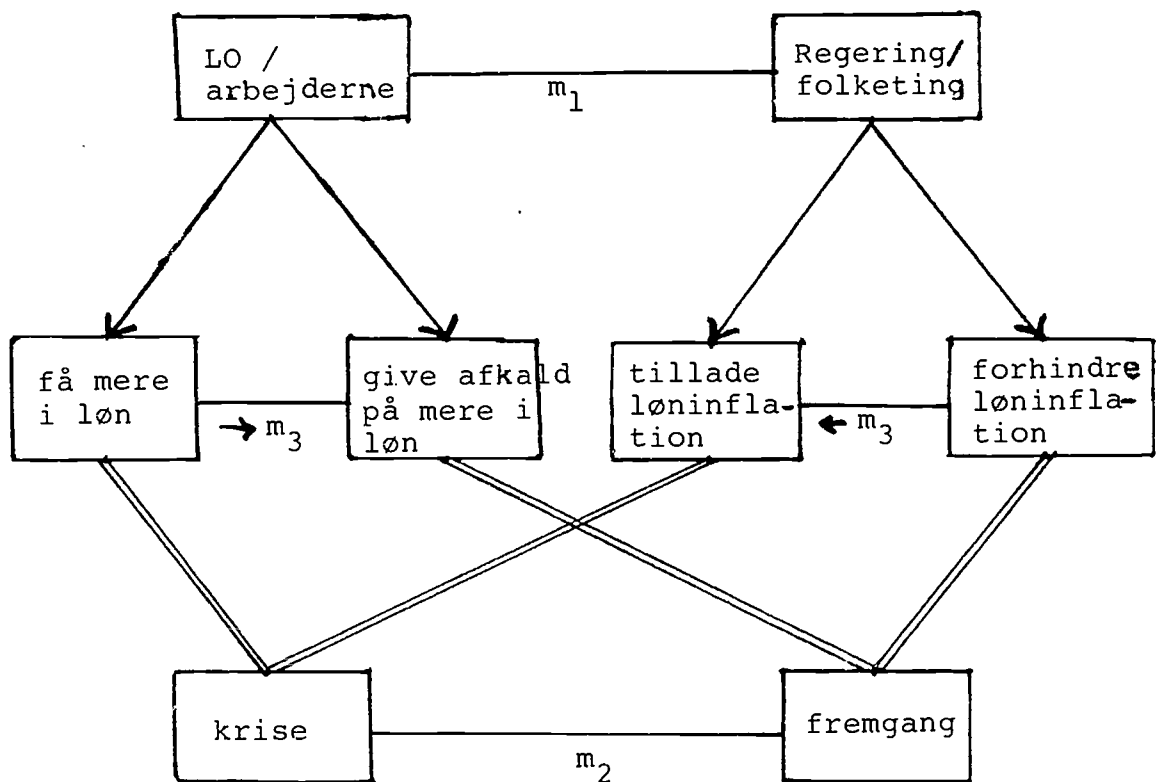 LO /
arbejderne
m1
Regering/
folketing
få mere
i løn
m3
give afkald
på mere i
løn
tillade
løninfla-
tion
m3
forhindre
løninfla-
tion
krise
m2
fremgang